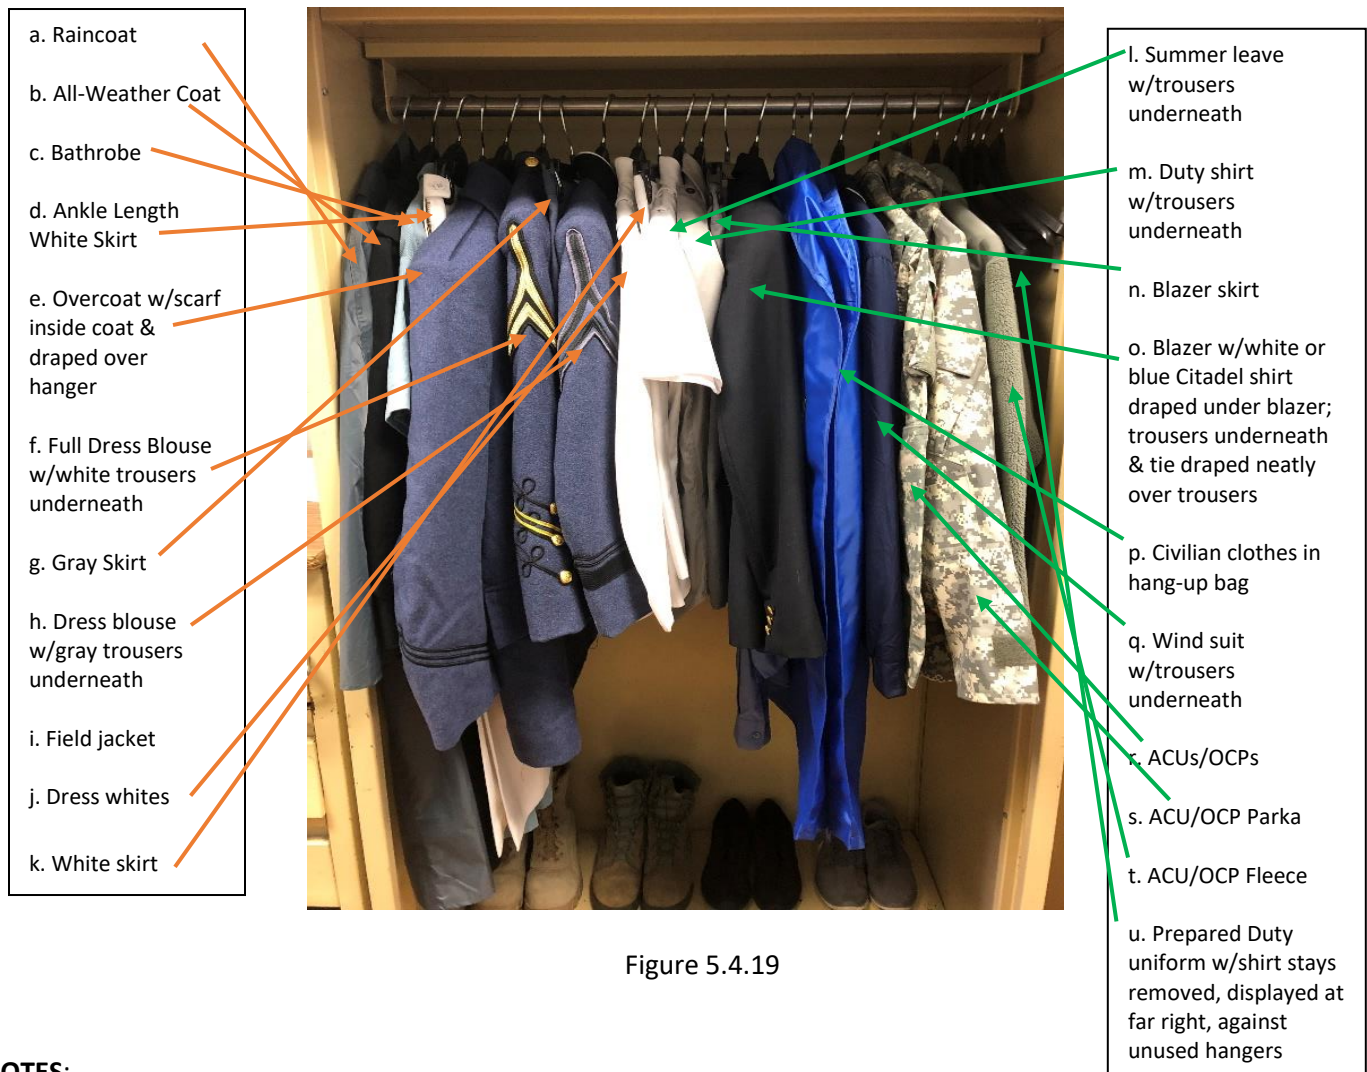 a. Raincoat
b. All-Weather Coat
c. Bathrobe
d. Ankle Length
White Skirt
e. Overcoat w/scarf
inside coat &
draped over
hanger
f. Full Dress Blouse
w/white trousers
underneath
g. Gray Skirt
h. Dress blouse
w/gray trousers
underneath
i. Field jacket
j. Dress whites
k. White skirt
l. Summer leave
w/trousers
underneath
m. Duty shirt
w/trousers
underneath
n. Blazer skirt
o. Blazer w/white or
blue Citadel shirt
draped under blazer;
trousers underneath
& tie draped neatly
over trousers
p. Civilian clothes in
hang-up bag
q. Wind suit
w/trousers
underneath
r. ACUs/OCPs
s. ACU/OCP Parka
t. ACU/OCP Fleece
u. Prepared Duty
uniform w/shirt stays
removed, displayed at
far right, against
unused hangers
Figure 5.4.19
OTES: